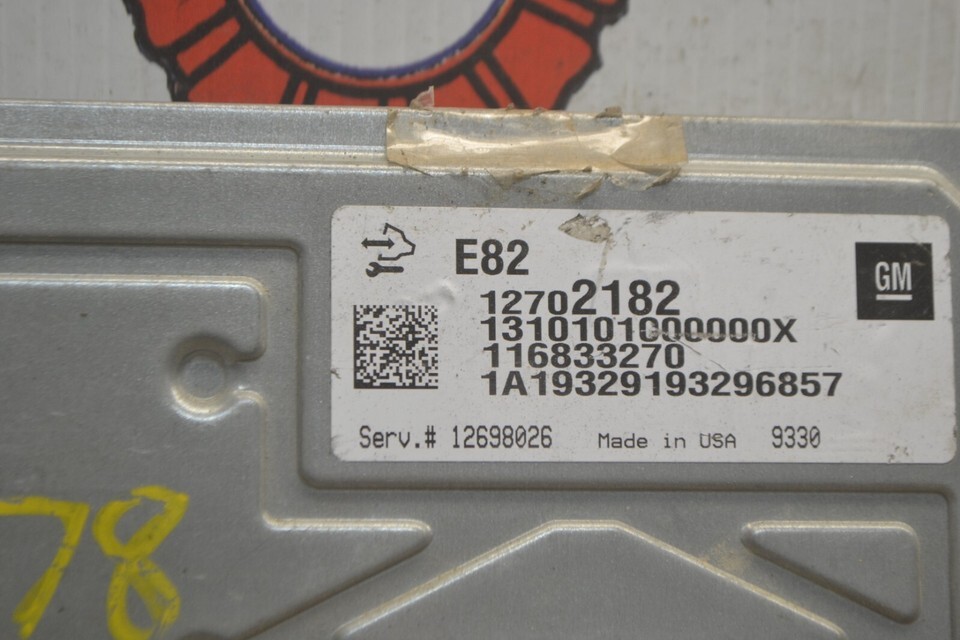 E82
GM
12702182
1310101000000X
116833270
1A19329193296857
Serv.# 12698026 Made in USA 9330
78